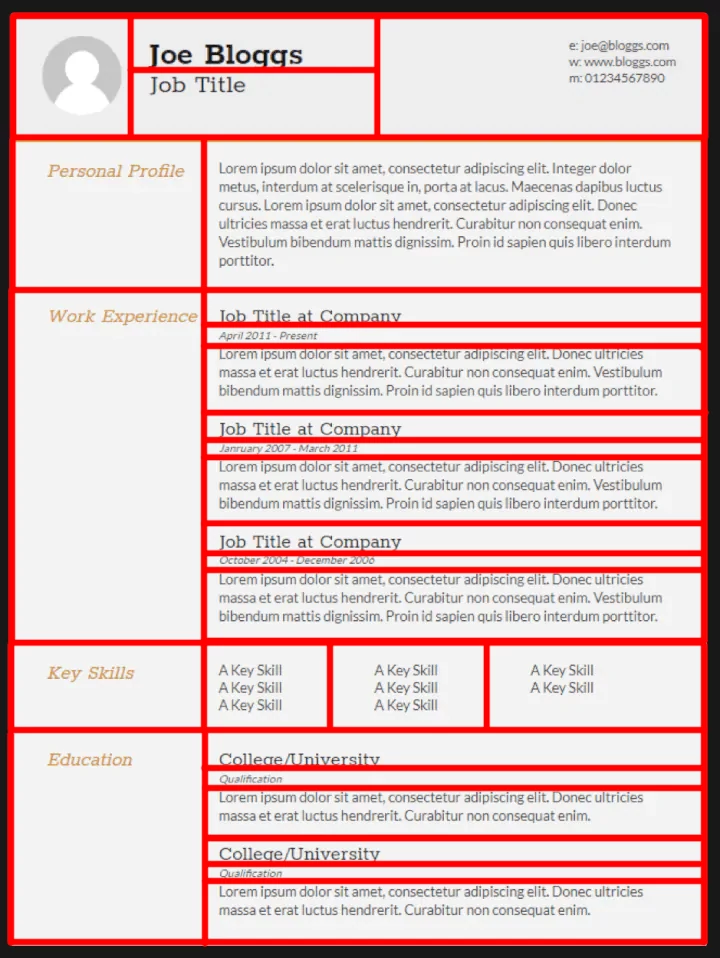 Joe Bloggs
Job Title
e: joe@bloggs.com
w: www.bloggs.com
m: 01234567890
Personal Profile
Lorem ipsum dolor sit amet, consectetur adipiscing elit. Integer dolor
metus, interdum at scelerisque in, porta at lacus. Maecenas dapibus luctus
cursus. Lorem ipsum dolor sit amet, consectetur adipiscing elit. Donec
ultricies massa et erat luctus hendrerit. Curabitur non consequat enim.
Vestibulum bibendum mattis dignissim. Proin id sapien quis libero interdum
porttitor.
Work Experience
Job Title at Company
April 2011 - Present
Lorem ipsum dolor sit amet, consectetur adipiscing elit. Donec ultricies
massa et erat luctus hendrerit. Curabitur non consequat enim. Vestibulum
bibendum mattis dignissim. Proin id sapien quis libero interdum porttitor.
Job Title at Company
Janruary 2007 - March 2011
Lorem ipsum dolor sit amet, consectetur adipiscing elit. Donec ultricies
massa et erat luctus hendrerit. Curabitur non consequat enim. Vestibulum
bibendum mattis dignissim. Proin id sapien quis libero interdum porttitor.
Job Title at Company
October 2004 - December 2006
Lorem ipsum dolor sit amet, consectetur adipiscing elit. Donec ultricies
massa et erat luctus hendrerit. Curabitur non consequat enim. Vestibulum
bibendum mattis dignissim. Proin id sapien quis libero interdum porttitor.
Key Skills
A Key Skill
A Key Skill
A Key Skill
A Key Skill
A Key Skill
A Key Skill
A Key Skill
A Key Skill
Education
College/University
Qualification
Lorem ipsum dolor sit amet, consectetur adipiscing elit. Donec ultricies
massa et erat luctus hendrerit. Curabitur non consequat enim.
College/University
Qualification
Lorem ipsum dolor sit amet, consectetur adipiscing elit. Donec ultricies
massa et erat luctus hendrerit. Curabitur non consequat enim.